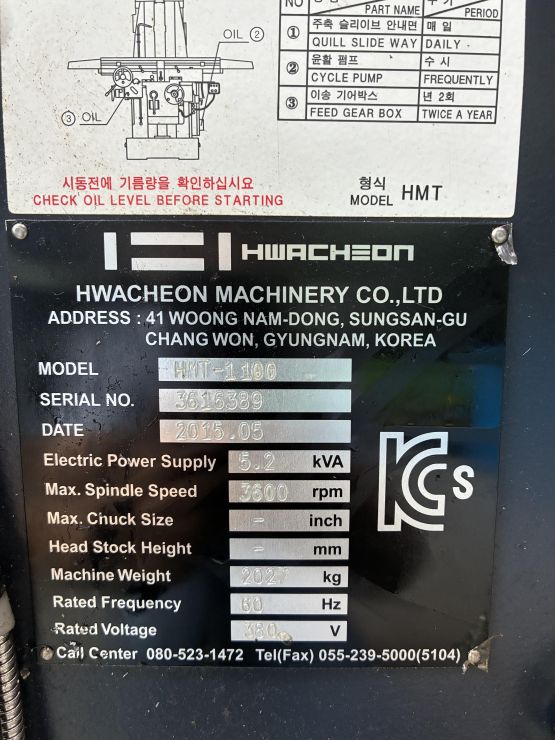 NO PART NAME PERIOD
① 주축 슬리브 안내면 매 일
QUILL SLIDE WAY DAILY
② 윤활 펌프 수 시
CYCLE PUMP FREQUENTLY
③ 이송 기어박스 년 2회
FEED GEAR BOX TWICE A YEAR
OIL ②
③ OIL
시동전에 기름량을 확인하십시요
CHECK OIL LEVEL BEFORE STARTING
형식
MODEL HMT
HWACHEON
HWACHEON MACHINERY CO.,LTD
ADDRESS : 41 WOONG NAM-DONG, SUNGSAN-GU
CHANG WON, GYUNGNAM, KOREA
MODEL HMT-1100
SERIAL NO. 3616389
DATE 2015.05
Electric Power Supply 5.2 kVA
Max. Spindle Speed 3600 rpm
Max. Cnuck Size - inch
Head Stock Height - mm
Machine Weight 2027 kg
Rated Frequency 60 Hz
Rated Voltage 380 V
KC S
Call Center 080-523-1472 Tel(Fax) 055-239-5000(5104)